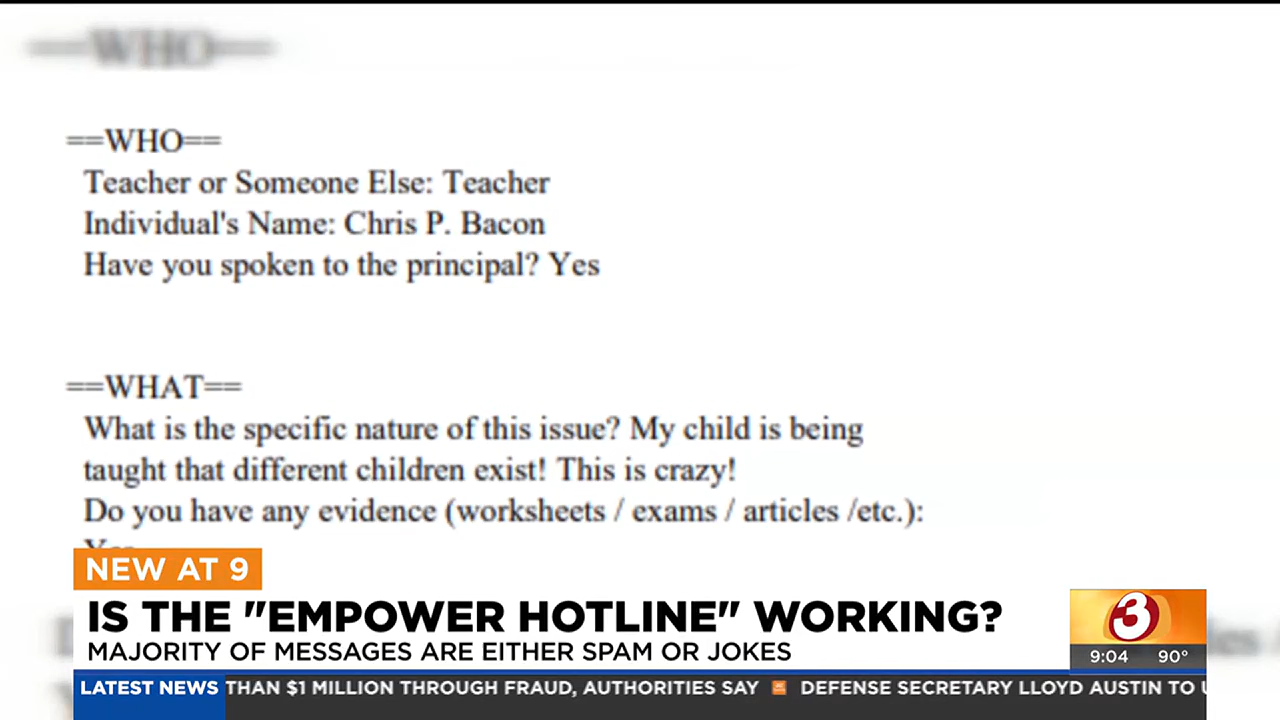 ==WHO==
==WHO==
Teacher or Someone Else: Teacher
Individual's Name: Chris P. Bacon
Have you spoken to the principal? Yes
==WHAT==
What is the specific nature of this issue? My child is being
taught that different children exist! This is crazy!
Do you have any evidence (worksheets / exams / articles /etc.):
Yes
NEW AT 9
IS THE "EMPOWER HOTLINE" WORKING?
MAJORITY OF MESSAGES ARE EITHER SPAM OR JOKES
3
9:04 90°
LATEST NEWS THAN $1 MILLION THROUGH FRAUD, AUTHORITIES SAY DEFENSE SECRETARY LLOYD AUSTIN TO